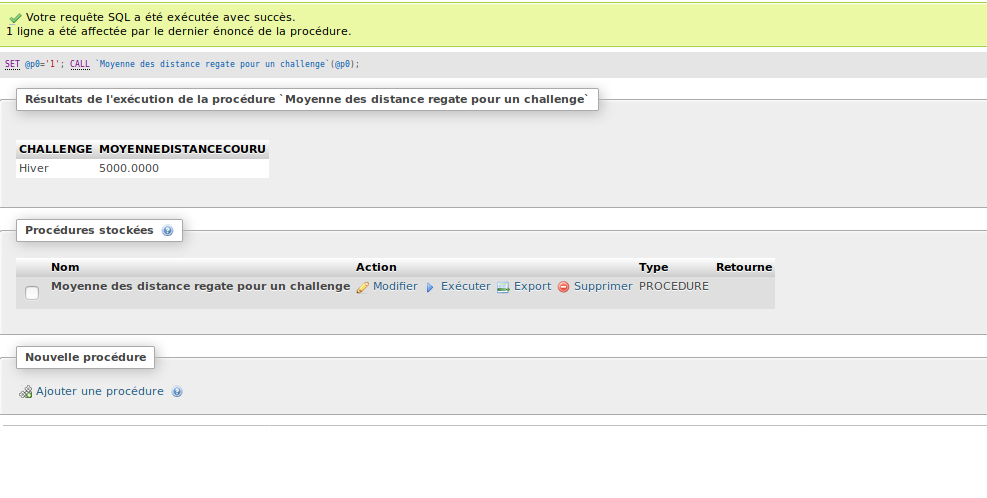 Votre requête SQL a été exécutée avec succès.
1 ligne a été affectée par le dernier énoncé de la procédure.
SET @p0='1'; CALL `Moyenne des distance regate pour un challenge`(@p0);
Résultats de l'exécution de la procédure `Moyenne des distance regate pour un challenge`
CHALLENGE MOYENNEDISTANCECOURU
Hiver 5000.0000
Procédures stockées
Nom Action Type Retourne
Moyenne des distance regate pour un challenge Modifier Exécuter Export Supprimer PROCEDURE
Nouvelle procédure
Ajouter une procédure